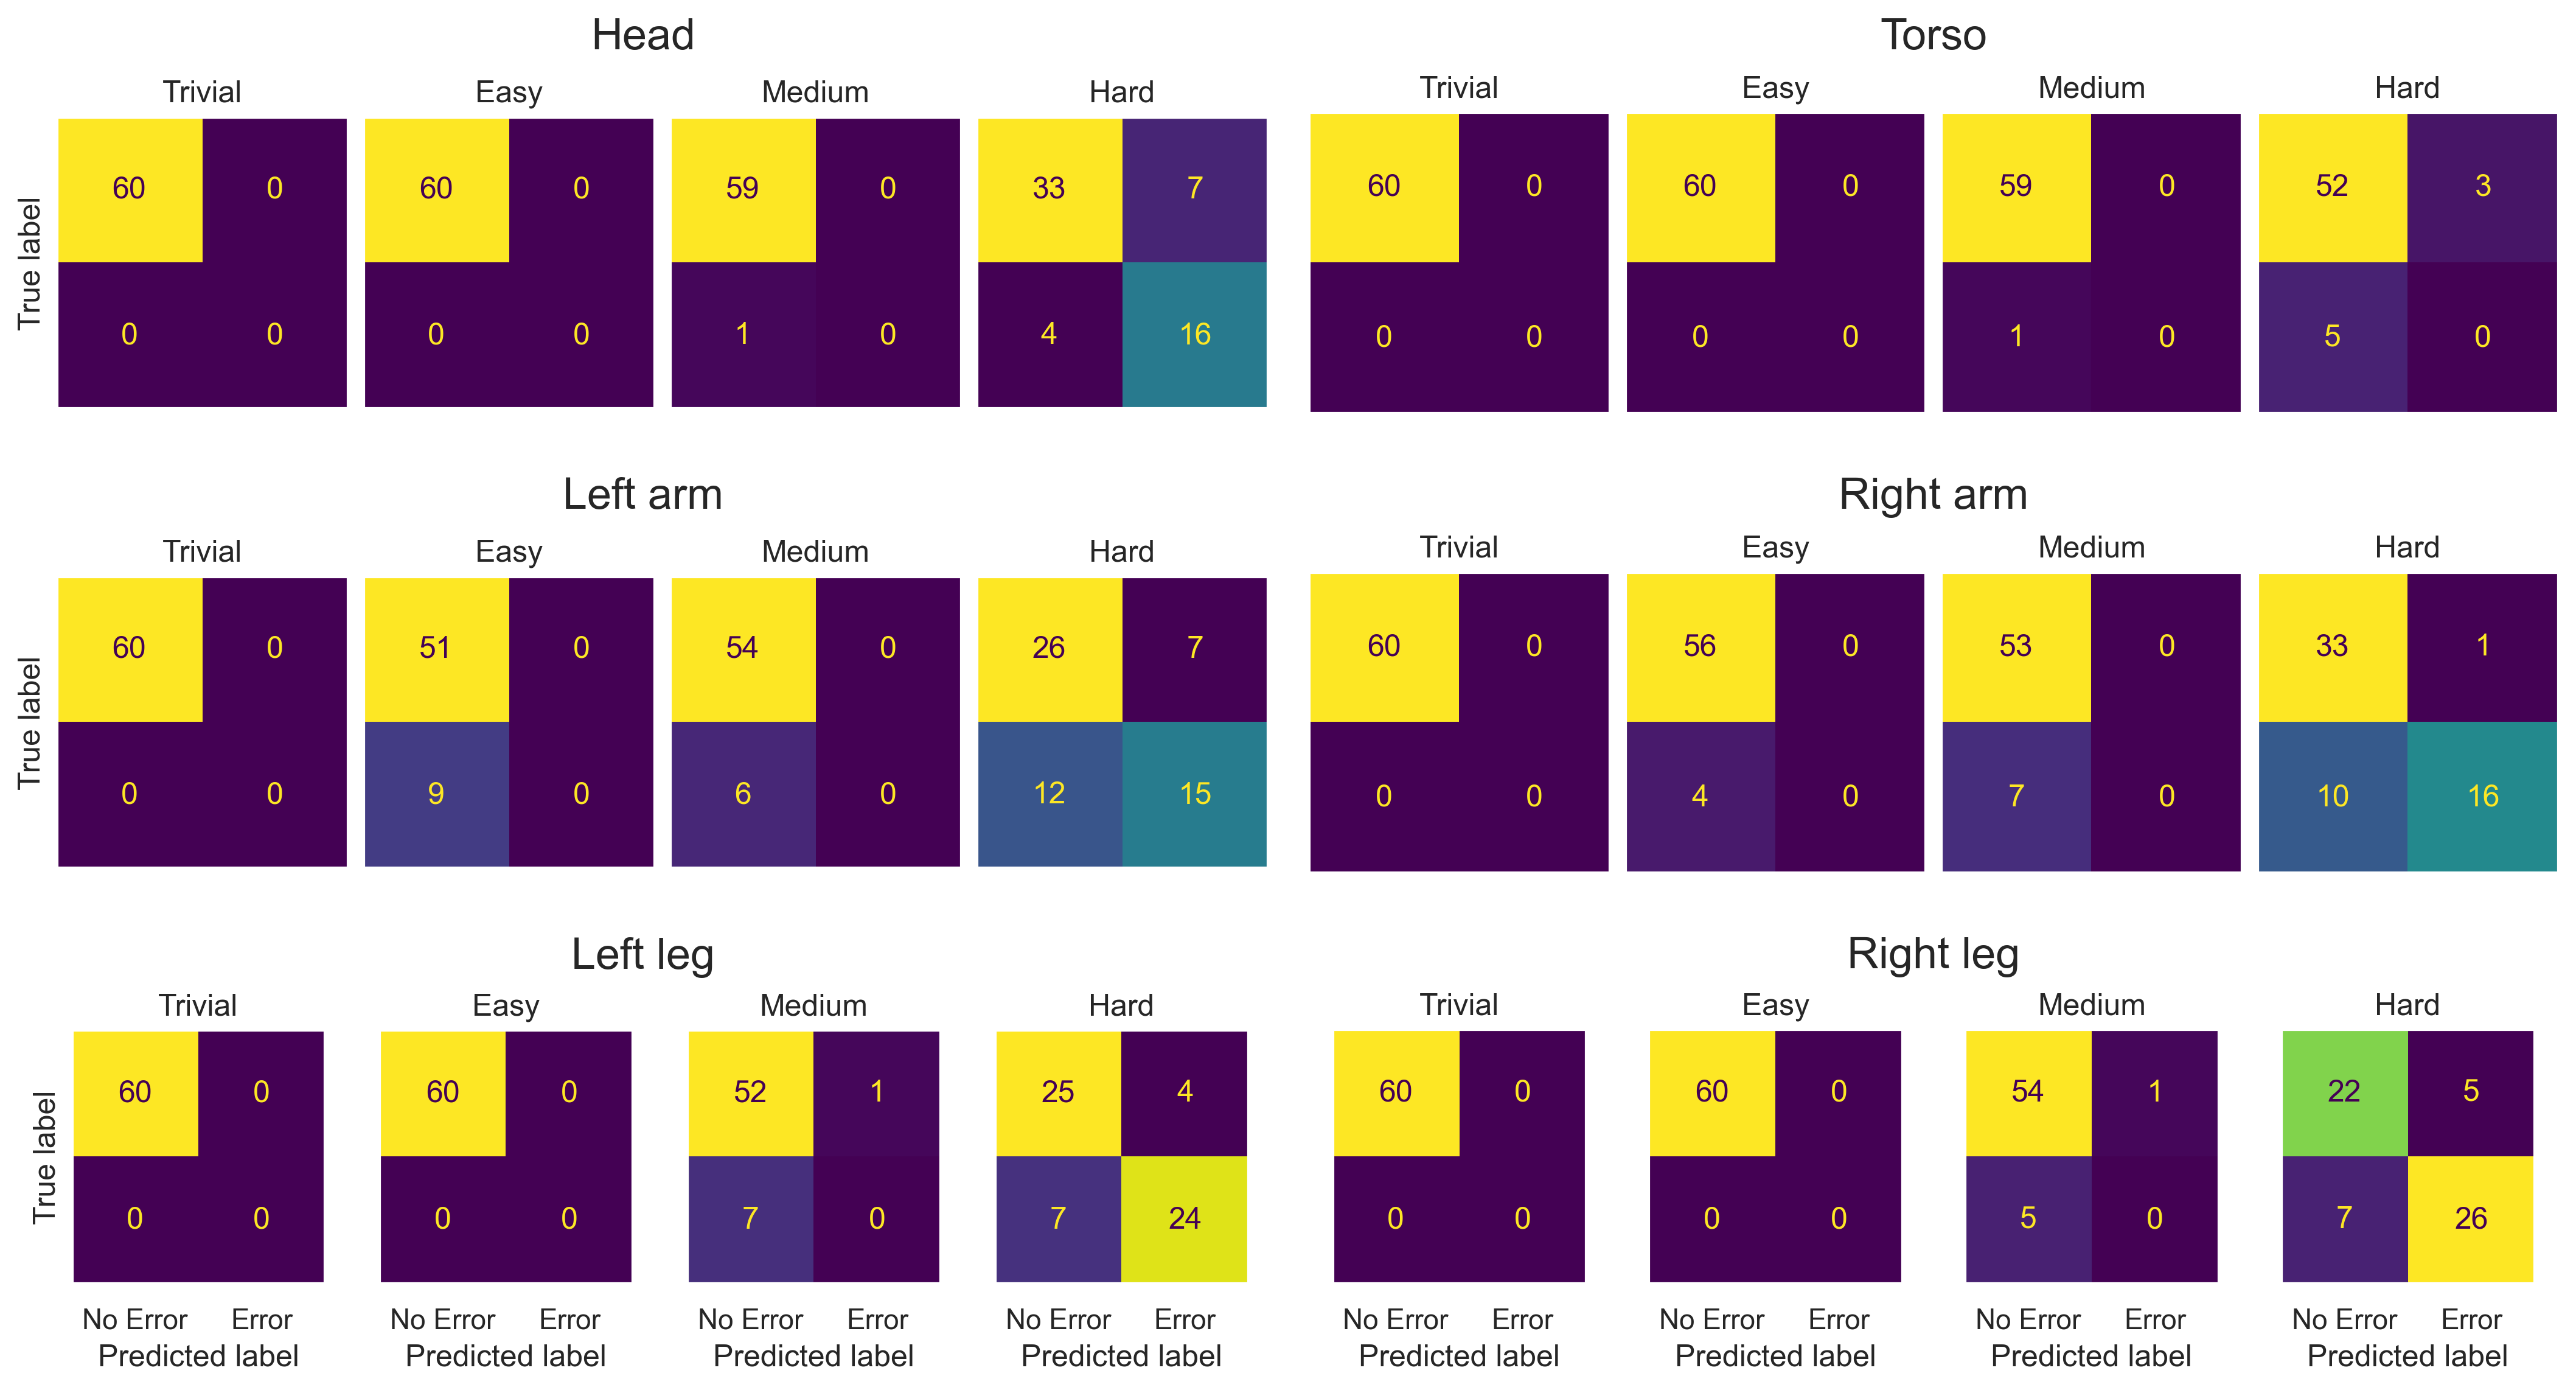 Head
Torso
Trivial Easy Medium Hard
Trivial Easy Medium Hard
True label
60 0 60 0 59 0 33 7
60 0 60 0 59 0 52 3
0 0 0 0 1 0 4 16
0 0 0 0 1 0 5 0
Left arm
Right arm
Trivial Easy Medium Hard
Trivial Easy Medium Hard
True label
60 0 51 0 54 0 26 7
60 0 56 0 53 0 33 1
0 0 9 0 6 0 12 15
0 0 4 0 7 0 10 16
Left leg
Right leg
Trivial Easy Medium Hard
Trivial Easy Medium Hard
True label
60 0 60 0 52 1 25 4
60 0 60 0 54 1 22 5
0 0 0 0 7 0 7 24
0 0 0 0 5 0 7 26
No Error Error No Error Error No Error Error No Error Error
No Error Error No Error Error No Error Error No Error Error
Predicted label Predicted label Predicted label Predicted label
Predicted label Predicted label Predicted label Predicted label